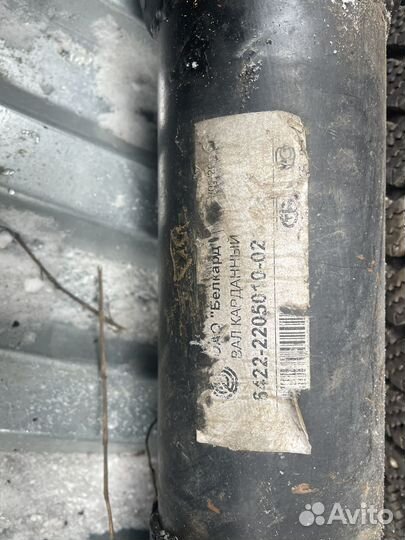 ОАО "Белкард"
ВАЛ КАРДАННЫЙ
6422-2205010-02
Avito